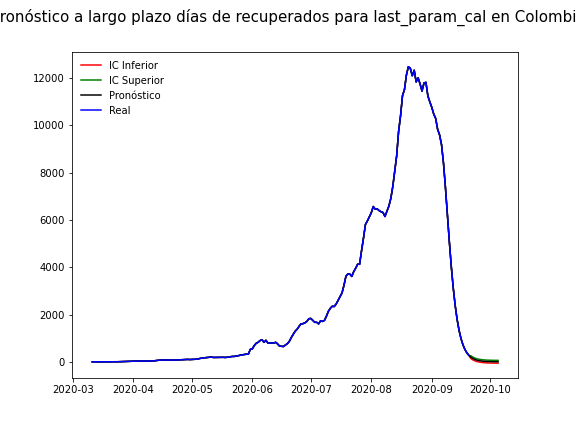 ronóstico a largo plazo días de recuperados para last_param_cal en Colombi
IC Inferior
IC Superior
Pronóstico
Real
12000
10000
8000
6000
4000
2000
0
2020-03 2020-04 2020-05 2020-06 2020-07 2020-08 2020-09 2020-10